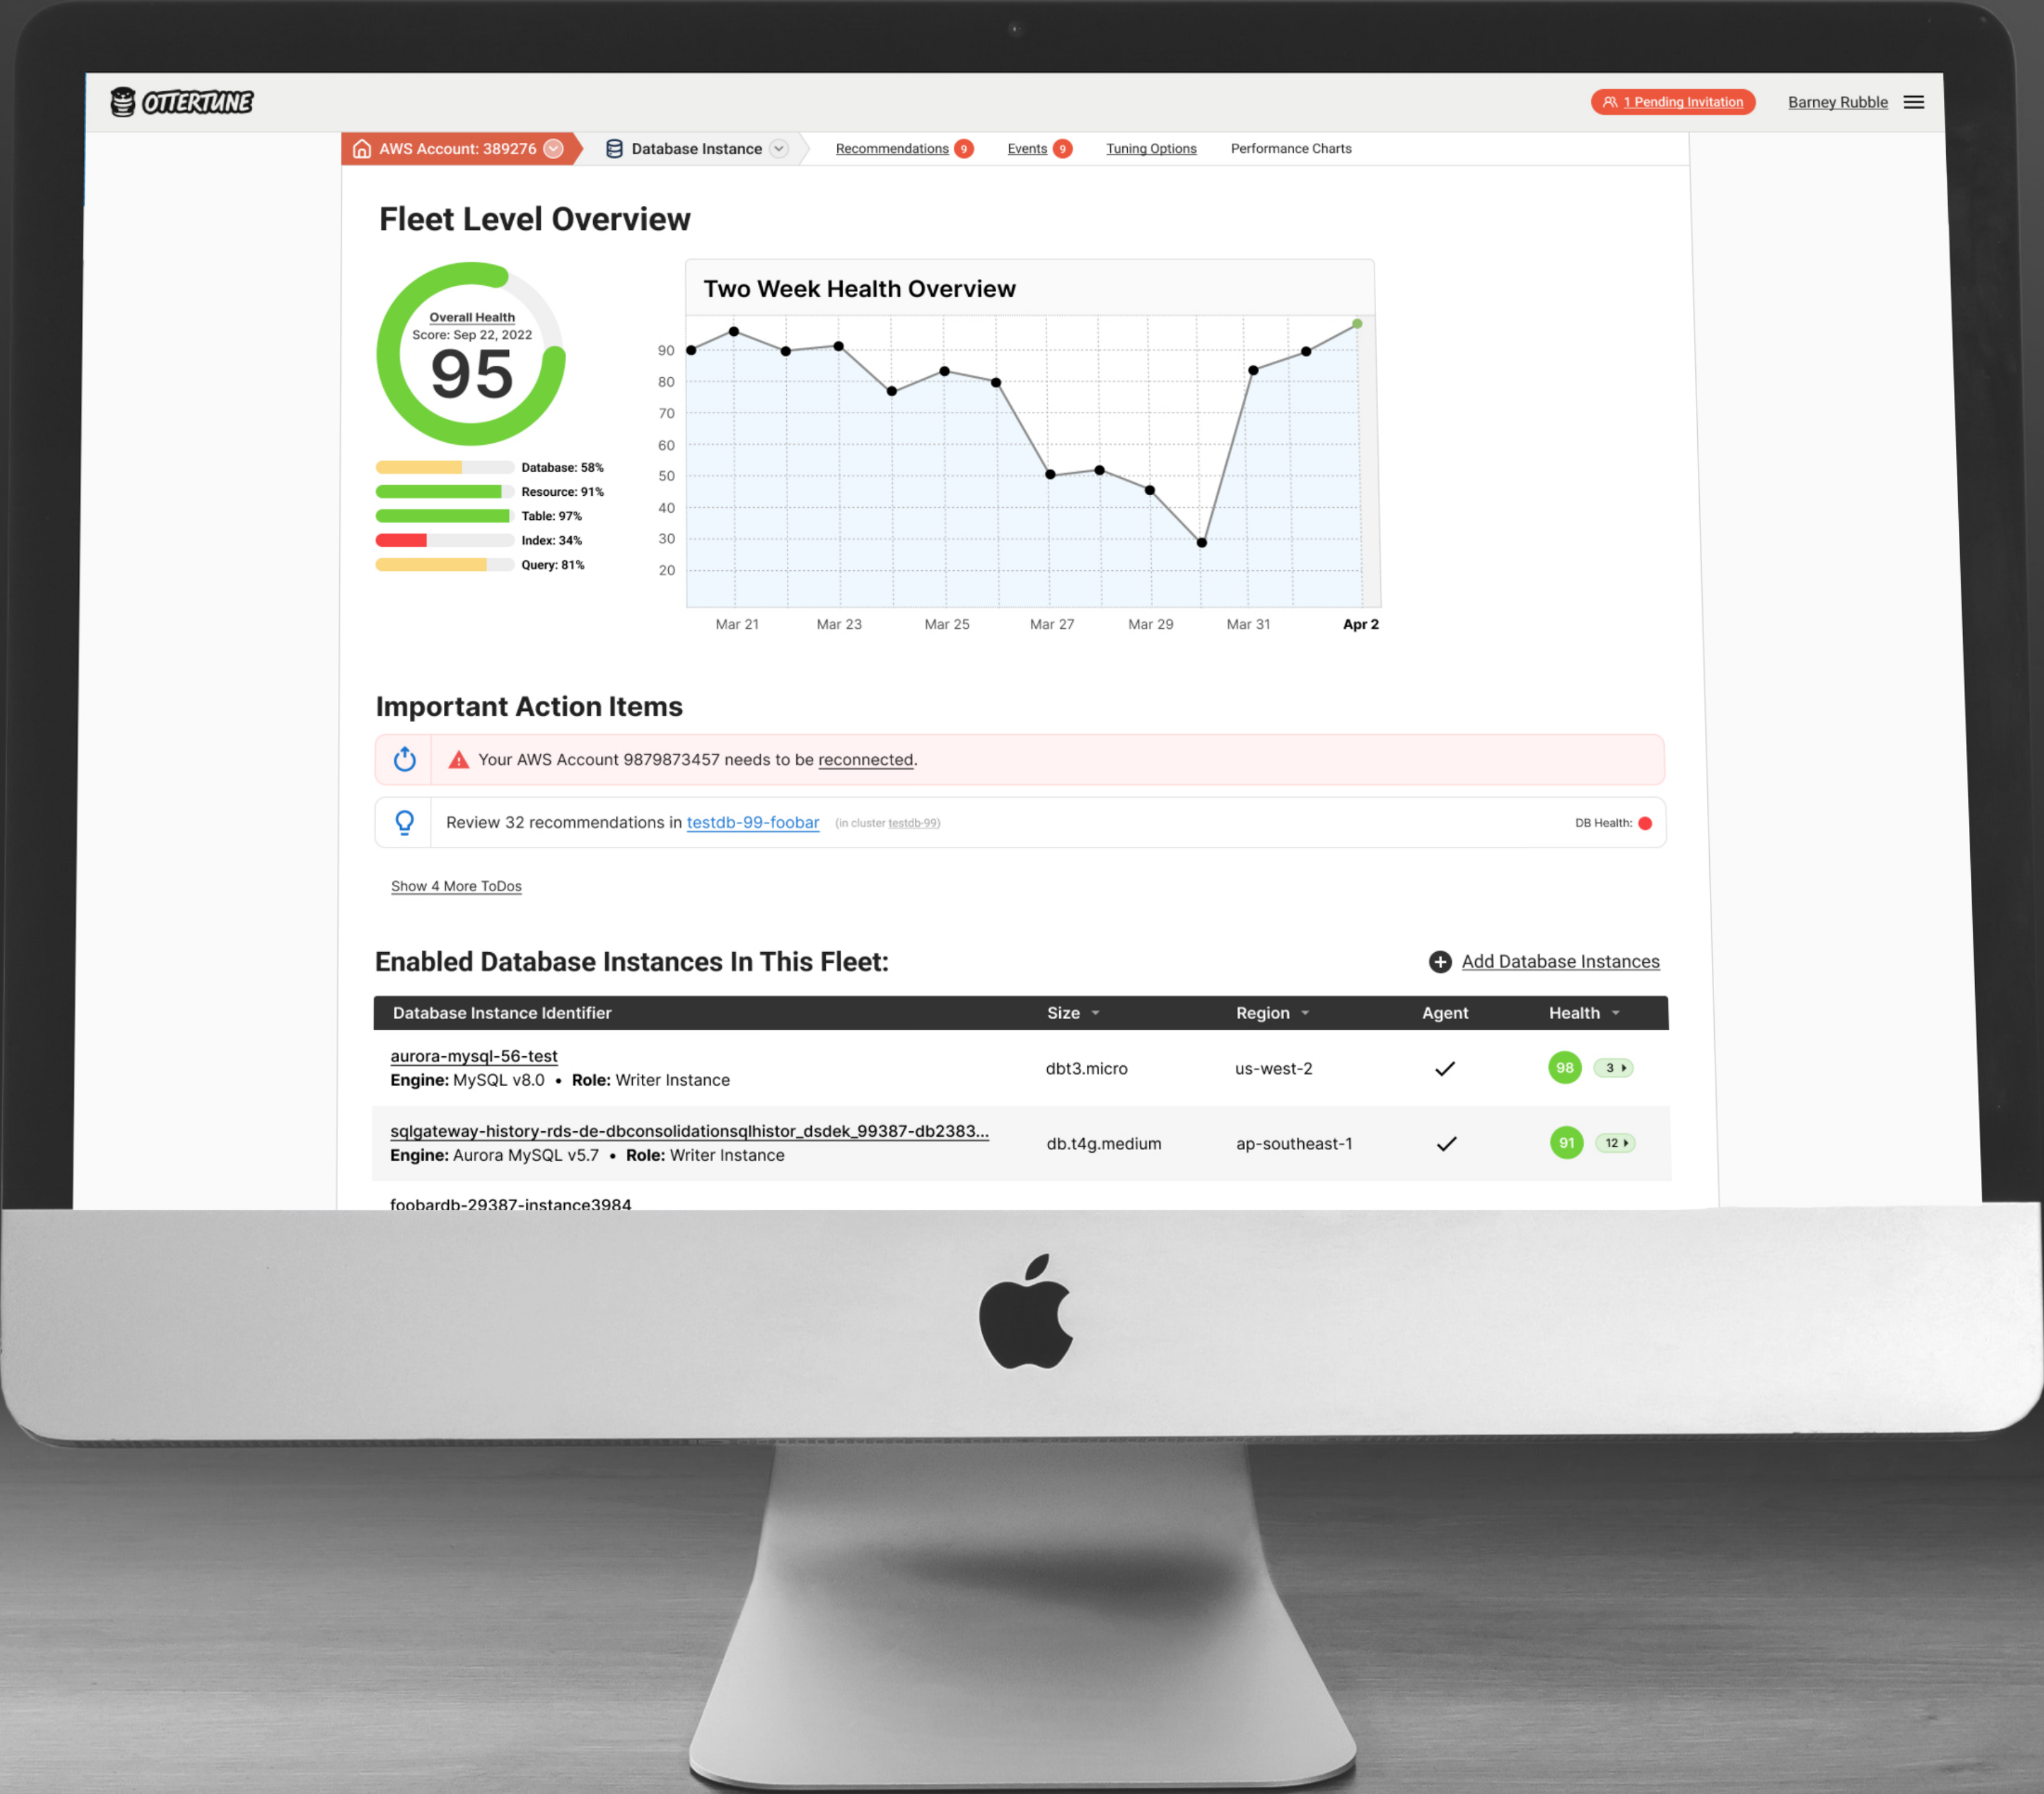 OTTERTUNE
1 Pending Invitation
Barney Rubble
AWS Account: 389276
Database Instance
Recommendations 9
Events 9
Tuning Options
Performance Charts
Fleet Level Overview
Overall Health
Score: Sep 22, 2022
95
Database: 58%
Resource: 91%
Table: 97%
Index: 34%
Query: 81%
Two Week Health Overview
90
80
70
60
50
40
30
20
Mar 21 Mar 23 Mar 25 Mar 27 Mar 29 Mar 31 Apr 2
Important Action Items
Your AWS Account 9879873457 needs to be reconnected.
Review 32 recommendations in testdb-99-foobar (in cluster testdb-99) DB Health:
Show 4 More ToDos
Enabled Database Instances In This Fleet:
Add Database Instances
Database Instance Identifier Size Region Agent Health
aurora-mysql-56-test
Engine: MySQL v8.0 • Role: Writer Instance
dbt3.micro us-west-2 98 3
sqlgateway-history-rds-de-dbconsolidationsqlhistor_dsdek_99387-db2383...
Engine: Aurora MySQL v5.7 • Role: Writer Instance
db.t4g.medium ap-southeast-1 91 12
foobardb-29387-instance3984